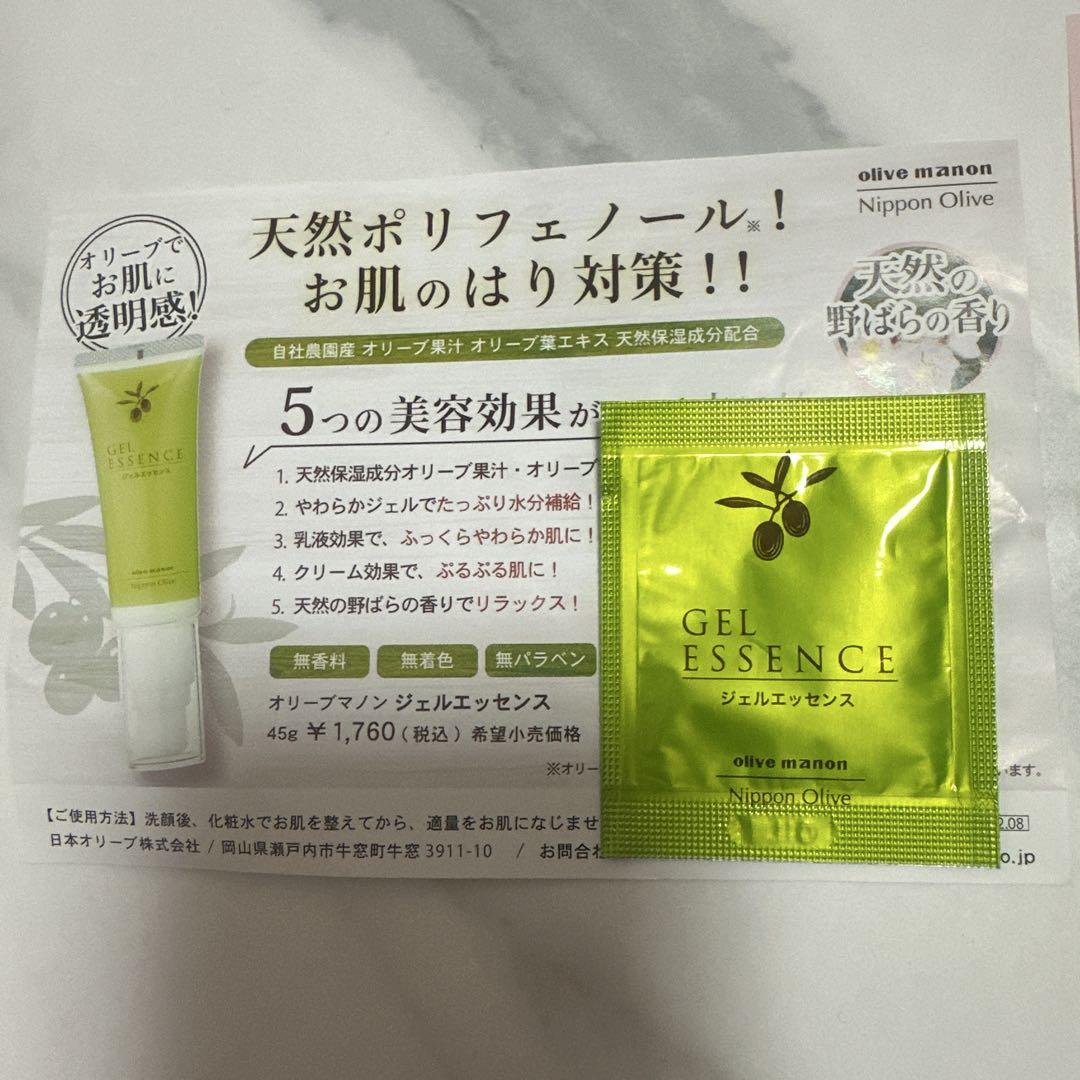 olive manon
Nippon Olive
オリーブで
お肌に
透明感!
天然ポリフェノール※!
お肌のはり対策!!
天然の
野ばらの香り
自社農園産 オリーブ果汁 オリーブ葉エキス 天然保湿成分配合
5つの美容効果が
1. 天然保湿成分オリーブ果汁・オリーブ
2. やわらかジェルでたっぷり水分補給!
3. 乳液効果で、ふっくらやわらか肌に!
4. クリーム効果で、ぷるぷる肌に!
5. 天然の野ばらの香りでリラックス!
無香料 無着色 無パラベン
オリーブマノン ジェルエッセンス
45g ¥1,760(税込)希望小売価格
※オリー
います。
【ご使用方法】洗顔後、化粧水でお肌を整えてから、適量をお肌になじませ
2.08
日本オリーブ株式会社 / 岡山県瀬戸内市牛窓町牛窓 3911-10 / お問合
o.jp
GEL
ESSENCE
ジェルエッセンス
olive manon
Nippon Olive
GEL
ESSENCE
ジェルエッセンス
olive manon
Nippon Olive